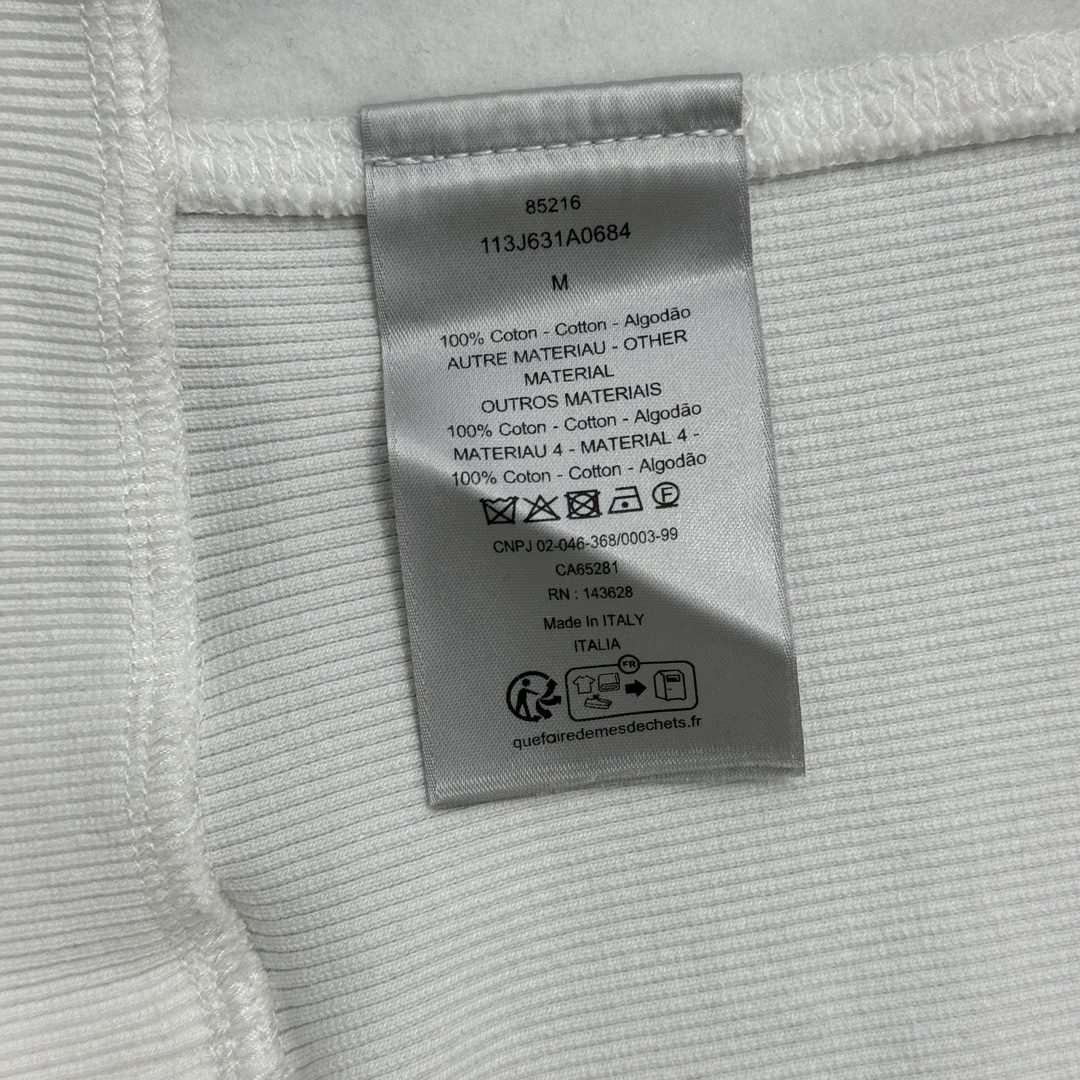 85216
113J631A0684
M
100% Coton - Cotton - Algodão
AUTRE MATERIAU - OTHER
MATERIAL
OUTROS MATERIAIS
100% Coton - Cotton - Algodão
MATERIAU 4 - MATERIAL 4 -
100% Coton - Cotton - Algodão
F
CNPJ 02-046-368/0003-99
CA65281
RN : 143628
Made In ITALY
ITALIA
FR
quefairedemesdechets.fr